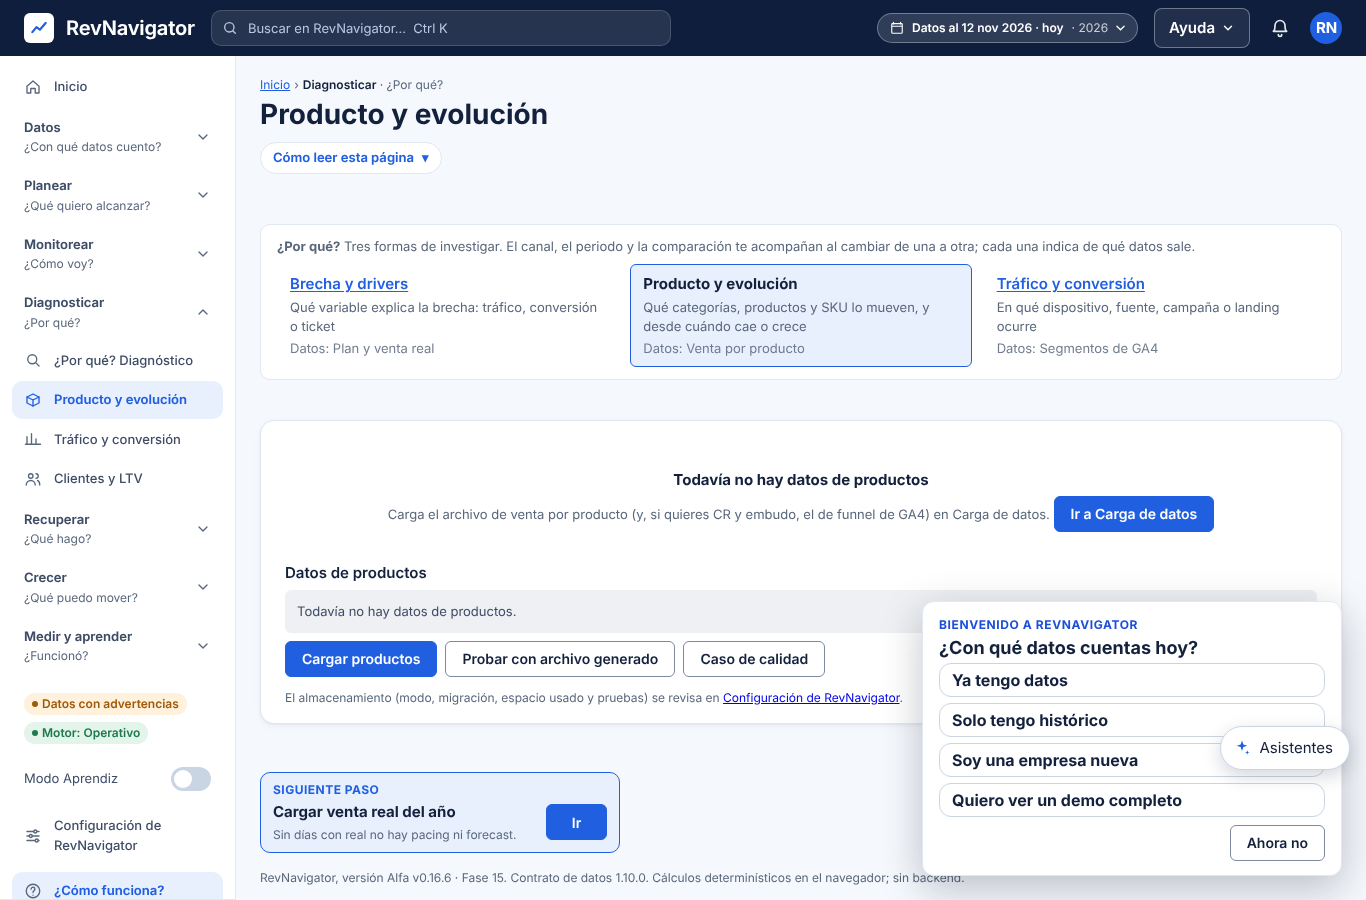 RevNavigator
Buscar en RevNavigator... Ctrl K
Datos al 12 nov 2026 · hoy · 2026
Ayuda
RN
Inicio
Datos
¿Con qué datos cuento?
Planear
¿Qué quiero alcanzar?
Monitorear
¿Cómo voy?
Diagnosticar
¿Por qué?
¿Por qué? Diagnóstico
Producto y evolución
Tráfico y conversión
Clientes y LTV
Recuperar
¿Qué hago?
Crecer
¿Qué puedo mover?
Medir y aprender
¿Funcionó?
Datos con advertencias
Motor: Operativo
Modo Aprendiz
Configuración de
RevNavigator
¿Cómo funciona?
Inicio › Diagnosticar · ¿Por qué?
Producto y evolución
Cómo leer esta página ▾
¿Por qué? Tres formas de investigar. El canal, el periodo y la comparación te acompañan al cambiar de una a otra; cada una indica de qué datos sale.
Brecha y drivers
Qué variable explica la brecha: tráfico, conversión
o ticket
Datos: Plan y venta real
Producto y evolución
Qué categorías, productos y SKU lo mueven, y
desde cuándo cae o crece
Datos: Venta por producto
Tráfico y conversión
En qué dispositivo, fuente, campaña o landing
ocurre
Datos: Segmentos de GA4
Todavía no hay datos de productos
Carga el archivo de venta por producto (y, si quieres CR y embudo, el de funnel de GA4) en Carga de datos. Ir a Carga de datos
Datos de productos
Todavía no hay datos de productos.
Cargar productos
Probar con archivo generado
Caso de calidad
El almacenamiento (modo, migración, espacio usado y pruebas) se revisa en Configuración de RevNavigator.
SIGUIENTE PASO
Cargar venta real del año
Sin días con real no hay pacing ni forecast.
Ir
RevNavigator, versión Alfa v0.16.6 · Fase 15. Contrato de datos 1.10.0. Cálculos determinísticos en el navegador; sin backend.
BIENVENIDO A REVNAVIGATOR
¿Con qué datos cuentas hoy?
Ya tengo datos
Solo tengo histórico
Soy una empresa nueva
Quiero ver un demo completo
Ahora no
Asistentes